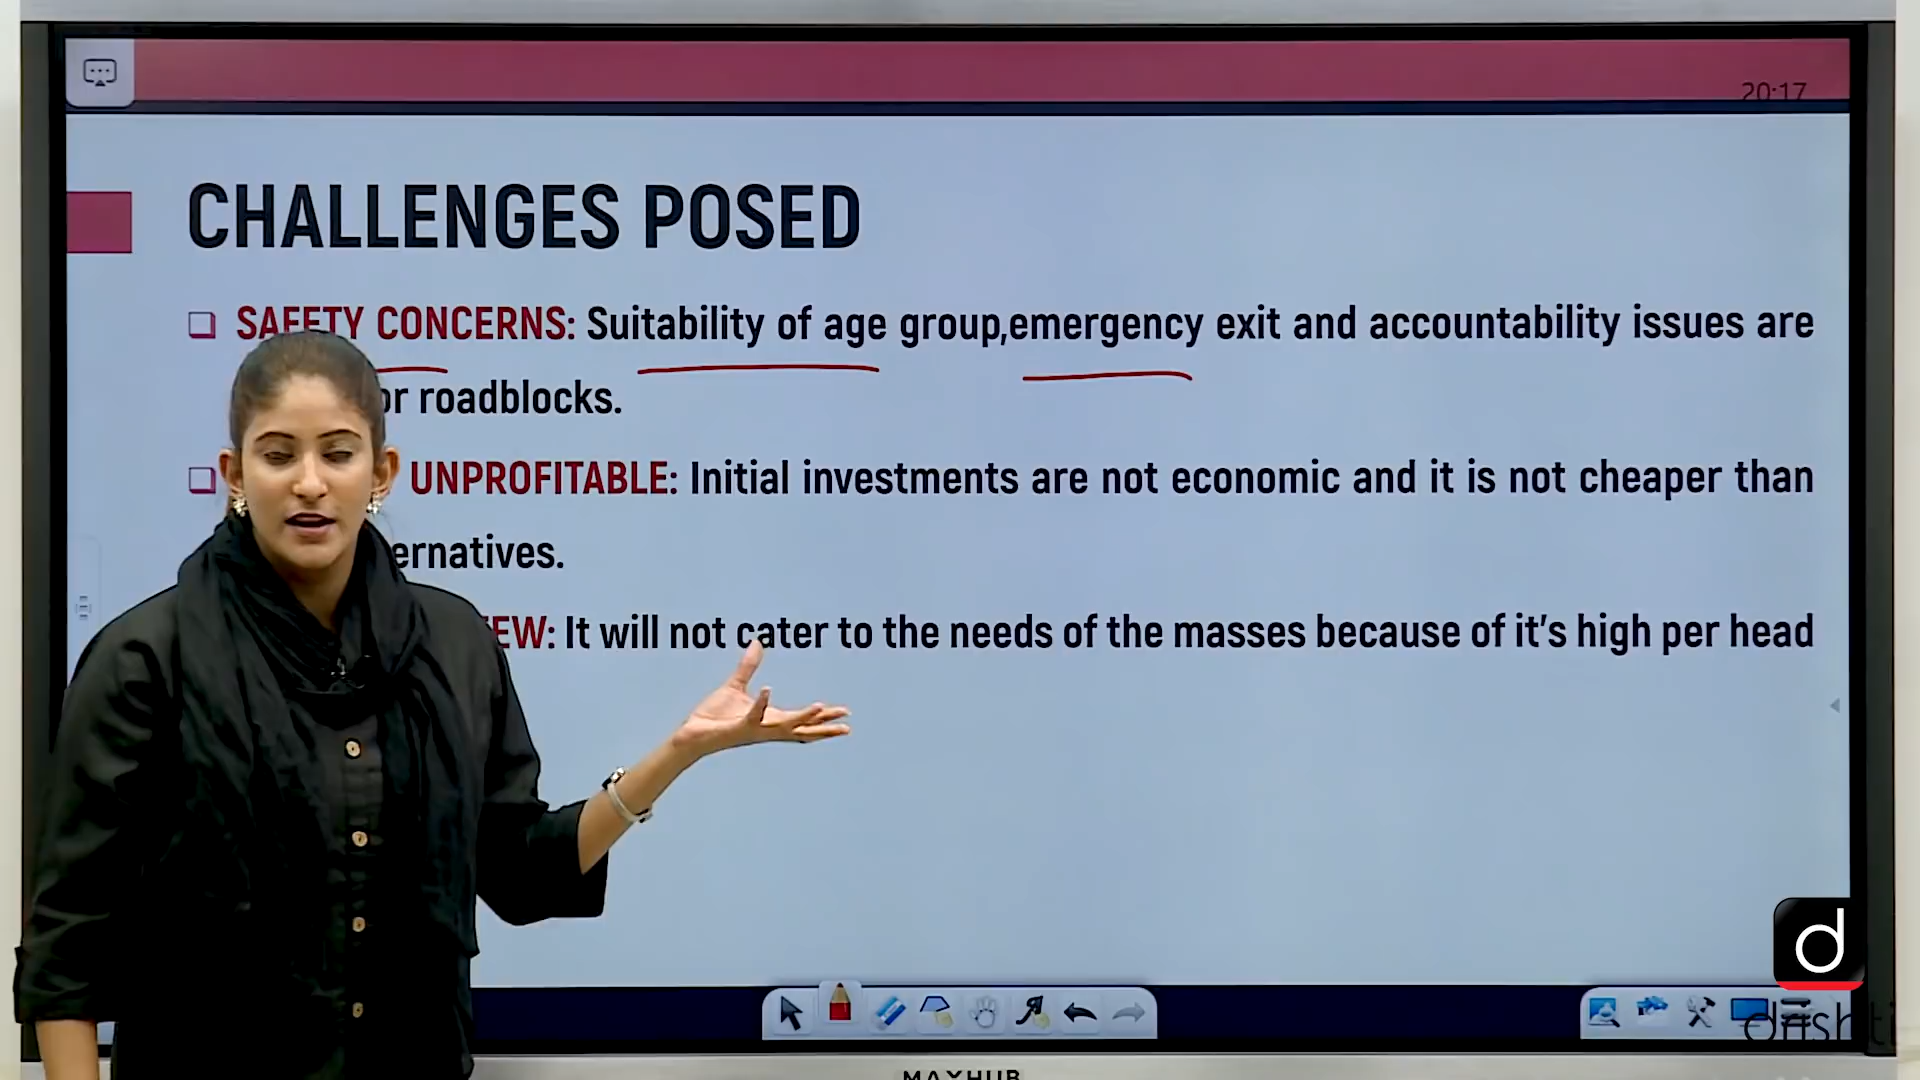 20:17
CHALLENGES POSED
SAFETY CONCERNS: Suitability of age group,emergency exit and accountability issues are
or roadblocks.
UNPROFITABLE: Initial investments are not economic and it is not cheaper than
ernatives.
EW: It will not cater to the needs of the masses because of it's high per head
d
drishti
MAXHUB